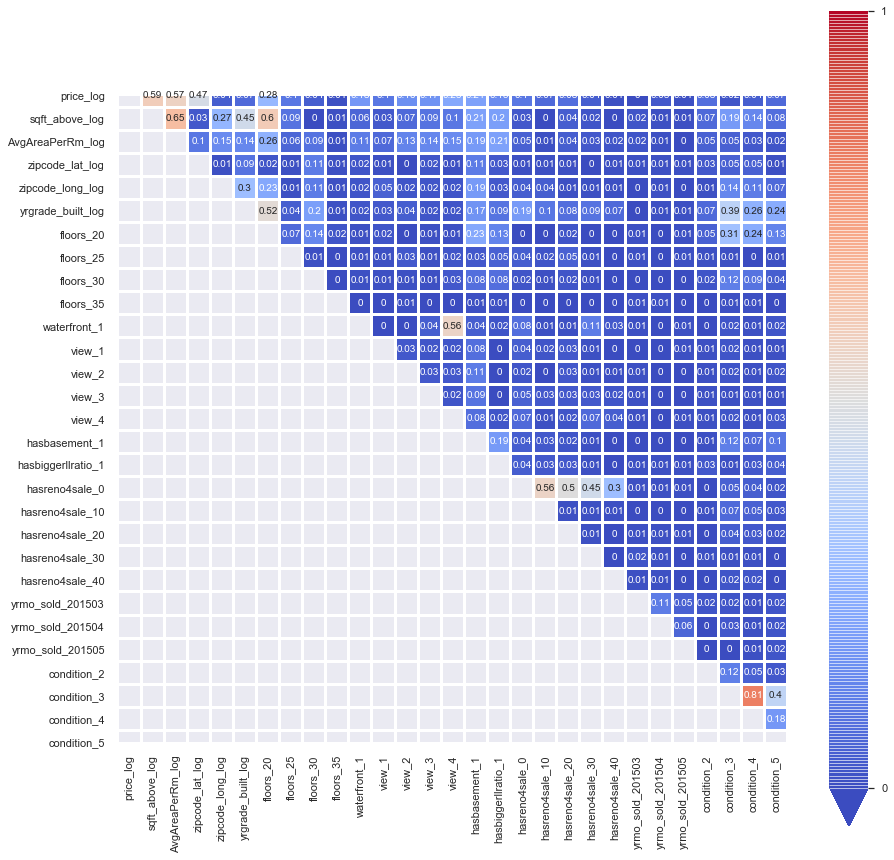 1
price_log 0.59 0.57 0.47 0.28
sqft_above_log 0.65 0.03 0.27 0.45 0.6 0.09 0 0.01 0.06 0.03 0.07 0.09 0.1 0.21 0.2 0.03 0 0.04 0.02 0 0.02 0.01 0.01 0.07 0.19 0.14 0.08
AvgAreaPerRm_log 0.1 0.15 0.14 0.26 0.06 0.09 0.01 0.11 0.07 0.13 0.14 0.15 0.19 0.21 0.05 0.01 0.04 0.03 0.02 0.02 0.01 0 0.05 0.05 0.03 0.02
zipcode_lat_log 0.01 0.09 0.02 0.01 0.11 0.01 0.02 0.01 0 0.02 0.01 0.11 0.03 0.02 0.01 0.01 0 0.01 0.01 0.01 0.01 0.03 0.05 0.05 0.01
zipcode_long_log 0.3 0.23 0.01 0.11 0.01 0.02 0.05 0.02 0.02 0.02 0.19 0.03 0.04 0.04 0.01 0.01 0.01 0 0.01 0.01 0.03 0.14 0.11 0.07
yrgrade_built_log 0.52 0.04 0.2 0.01 0.02 0.03 0.04 0.02 0.02 0.17 0.09 0.19 0.1 0.08 0.09 0.07 0 0.01 0.01 0.07 0.39 0.26 0.24
floors_20 0.07 0.14 0.02 0.01 0.02 0 0.01 0.01 0.23 0.13 0 0 0.02 0 0.01 0 0.01 0.02 0.05 0.31 0.24 0.13
floors_25 0.01 0 0.01 0.01 0.03 0.01 0.02 0.03 0.05 0.04 0.02 0.05 0.01 0.01 0 0.01 0 0.01 0.01 0 0.01
floors_30 0 0.01 0.01 0.01 0.01 0.03 0.08 0.08 0.02 0.01 0.01 0.01 0.01 0 0 0 0.02 0.12 0.09 0.04
floors_35 0 0 0.01 0 0 0.01 0.01 0 0 0 0 0 0.01 0.01 0 0 0.01 0.01 0
waterfront_1 0 0 0.04 0.56 0.04 0.02 0.08 0.01 0.01 0.11 0.03 0.01 0 0.01 0 0.02 0.01 0.02
view_1 0.03 0.02 0.02 0.08 0 0.04 0.02 0.03 0.01 0 0 0 0.01 0.01 0.01 0.01 0.02
view_2 0.03 0.03 0.11 0 0.02 0 0.03 0.01 0.01 0 0 0.01 0 0.01 0.01 0.02
view_3 0.02 0.09 0 0.05 0.03 0.03 0.03 0.02 0 0 0 0.01 0.01 0.01 0.01
view_4 0.08 0.02 0.07 0.01 0.02 0.07 0.04 0.01 0 0.01 0.01 0.02 0.01 0.03
hasbasement_1 0.19 0.04 0.03 0.02 0.01 0 0.01 0 0 0.03 0.12 0.07 0.1
hasbiggerllratio_1 0.04 0.03 0.03 0.01 0 0.01 0.01 0.01 0.03 0.01 0.03 0.04
hasreno4sale_0 0.56 0.5 0.45 0.3 0.01 0.01 0.01 0 0.05 0.04 0.02
hasreno4sale_10 0.01 0.01 0.01 0 0 0.01 0 0.07 0.05 0.03
hasreno4sale_20 0.01 0 0.01 0.01 0.01 0 0.04 0.03 0.02
hasreno4sale_30 0 0.02 0.01 0 0.01 0.01 0.01 0
hasreno4sale_40 0.01 0.01 0 0 0.02 0.02 0
yrmo_sold_201503 0.11 0.05 0.02 0.02 0.01 0.02
yrmo_sold_201504 0.06 0 0.03 0.01 0.02
yrmo_sold_201505 0 0 0.01 0.02
condition_2 0.12 0.05 0.03
condition_3 0.81 0.4
condition_4 0.18
condition_5
0
price_log
sqft_above_log
AvgAreaPerRm_log
zipcode_lat_log
zipcode_long_log
yrgrade_built_log
floors_20
floors_25
floors_30
floors_35
waterfront_1
view_1
view_2
view_3
view_4
hasbasement_1
hasbiggerllratio_1
hasreno4sale_0
hasreno4sale_10
hasreno4sale_20
hasreno4sale_30
hasreno4sale_40
yrmo_sold_201503
yrmo_sold_201504
yrmo_sold_201505
condition_2
condition_3
condition_4
condition_5